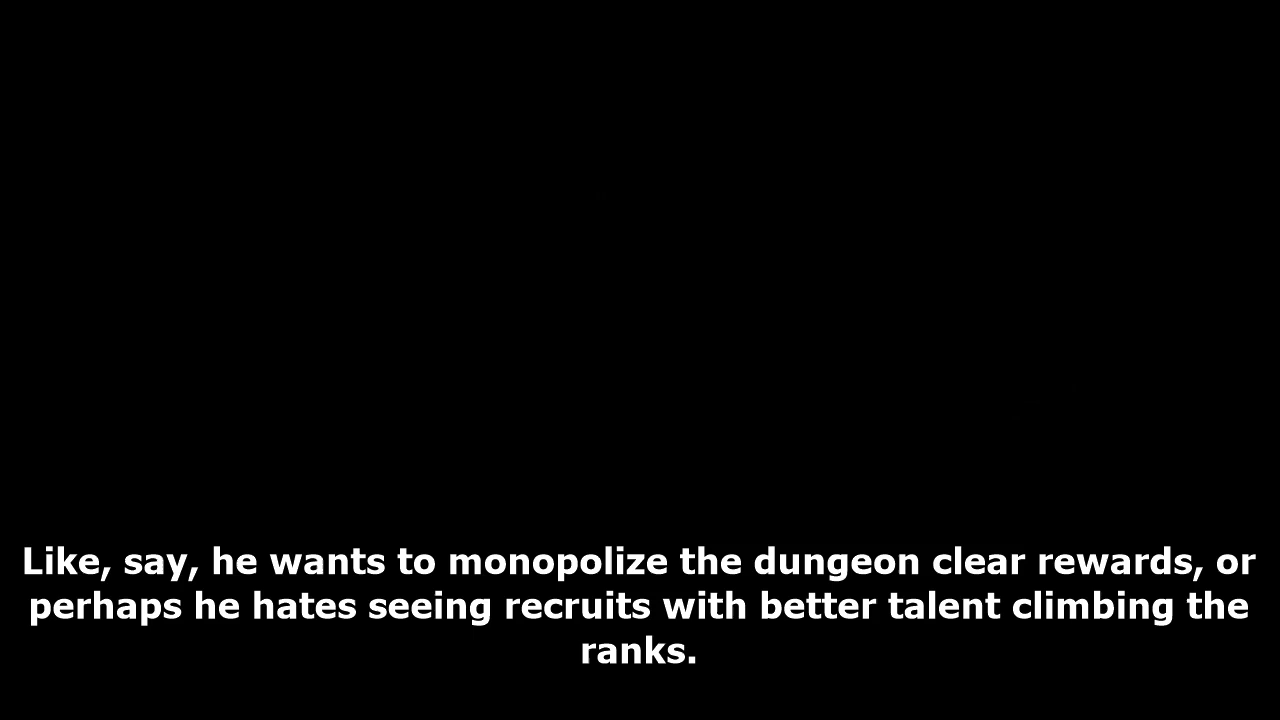 Like, say, he wants to monopolize the dungeon clear rewards, or
perhaps he hates seeing recruits with better talent climbing the
ranks.